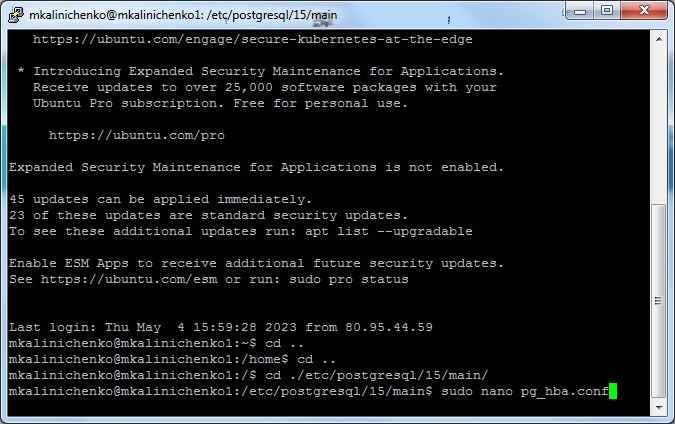 mkalinichenko@mkalinichenko1: /etc/postgresql/15/main
https://ubuntu.com/engage/secure-kubernetes-at-the-edge
* Introducing Expanded Security Maintenance for Applications.
Receive updates to over 25,000 software packages with your
Ubuntu Pro subscription. Free for personal use.
https://ubuntu.com/pro
Expanded Security Maintenance for Applications is not enabled.
45 updates can be applied immediately.
23 of these updates are standard security updates.
To see these additional updates run: apt list --upgradable
Enable ESM Apps to receive additional future security updates.
See https://ubuntu.com/esm or run: sudo pro status
Last login: Thu May  4 15:59:28 2023 from 80.95.44.59
mkalinichenko@mkalinichenko1:~$ cd ..
mkalinichenko@mkalinichenko1:/home$ cd ..
mkalinichenko@mkalinichenko1:/$ cd ./etc/postgresql/15/main/
mkalinichenko@mkalinichenko1:/etc/postgresql/15/main$ sudo nano pg_hba.conf